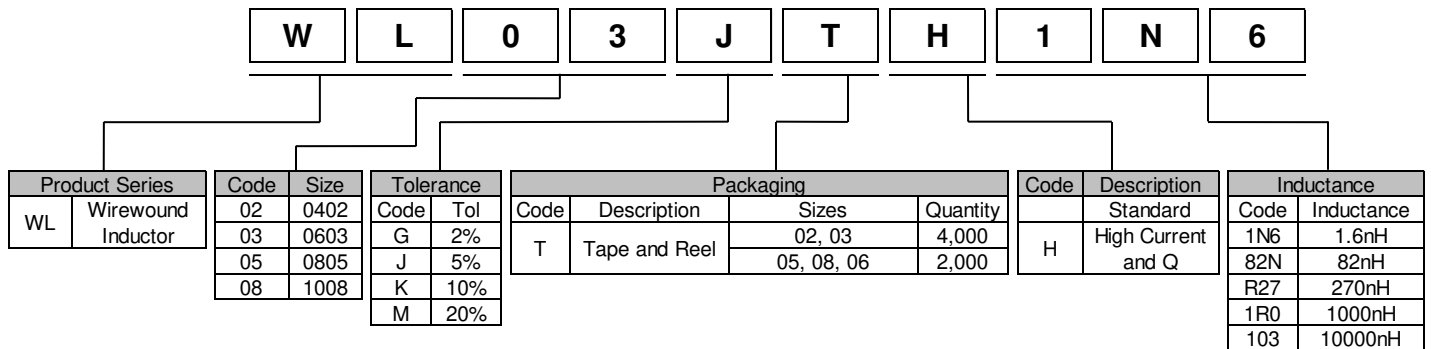 W L 0 3 J T H 1 N 6
Product Series
WL Wirewound Inductor
Code Size
02 0402
03 0603
05 0805
08 1008
Tolerance
Code Tol
G 2%
J 5%
K 10%
M 20%
Packaging
Code Description Sizes Quantity
T Tape and Reel 02, 03 4,000
05, 08, 06 2,000
Code Description
Standard
H High Current and Q
Inductance
Code Inductance
1N6 1.6nH
82N 82nH
R27 270nH
1R0 1000nH
103 10000nH